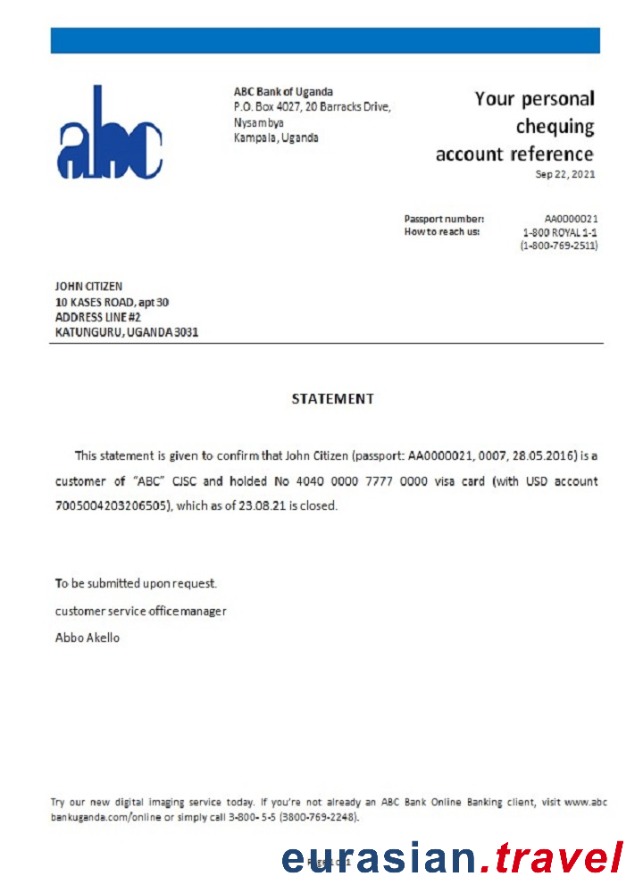 abc
ABC Bank of Uganda
P.O. Box 4027, 20 Barracks Drive,
Nysambya
Kampala, Uganda
Your personal
chequing
account reference
Sep 22, 2021
Passport number: AA0000021
How to reach us: 1-800 ROYAL 1-1
(1-800-769-2511)
JOHN CITIZEN
10 KASES ROAD, apt 30
ADDRESS LINE #2
KATUNGURU, UGANDA 3031
STATEMENT
This statement is given to confirm that John Citizen (passport: AA0000021, 0007, 28.05.2016) is a
customer of “ABC” CJSC and holded No 4040 0000 7777 0000 visa card (with USD account
7005004203206505), which as of 23.08.21 is closed.
To be submitted upon request.
customer service office manager
Abbo Akello
Try our new digital imaging service today. If you're not already an ABC Bank Online Banking client, visit www.abc
bankuganda.com/online or simply call 3-800- 5-5 (3800-769-2248).
Page 1 of 1
eurasian.travel